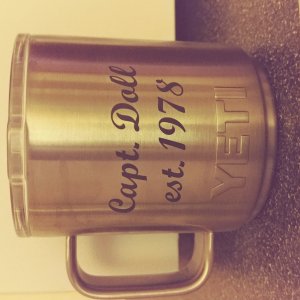 Capt. Doll
est. 1978
YETI